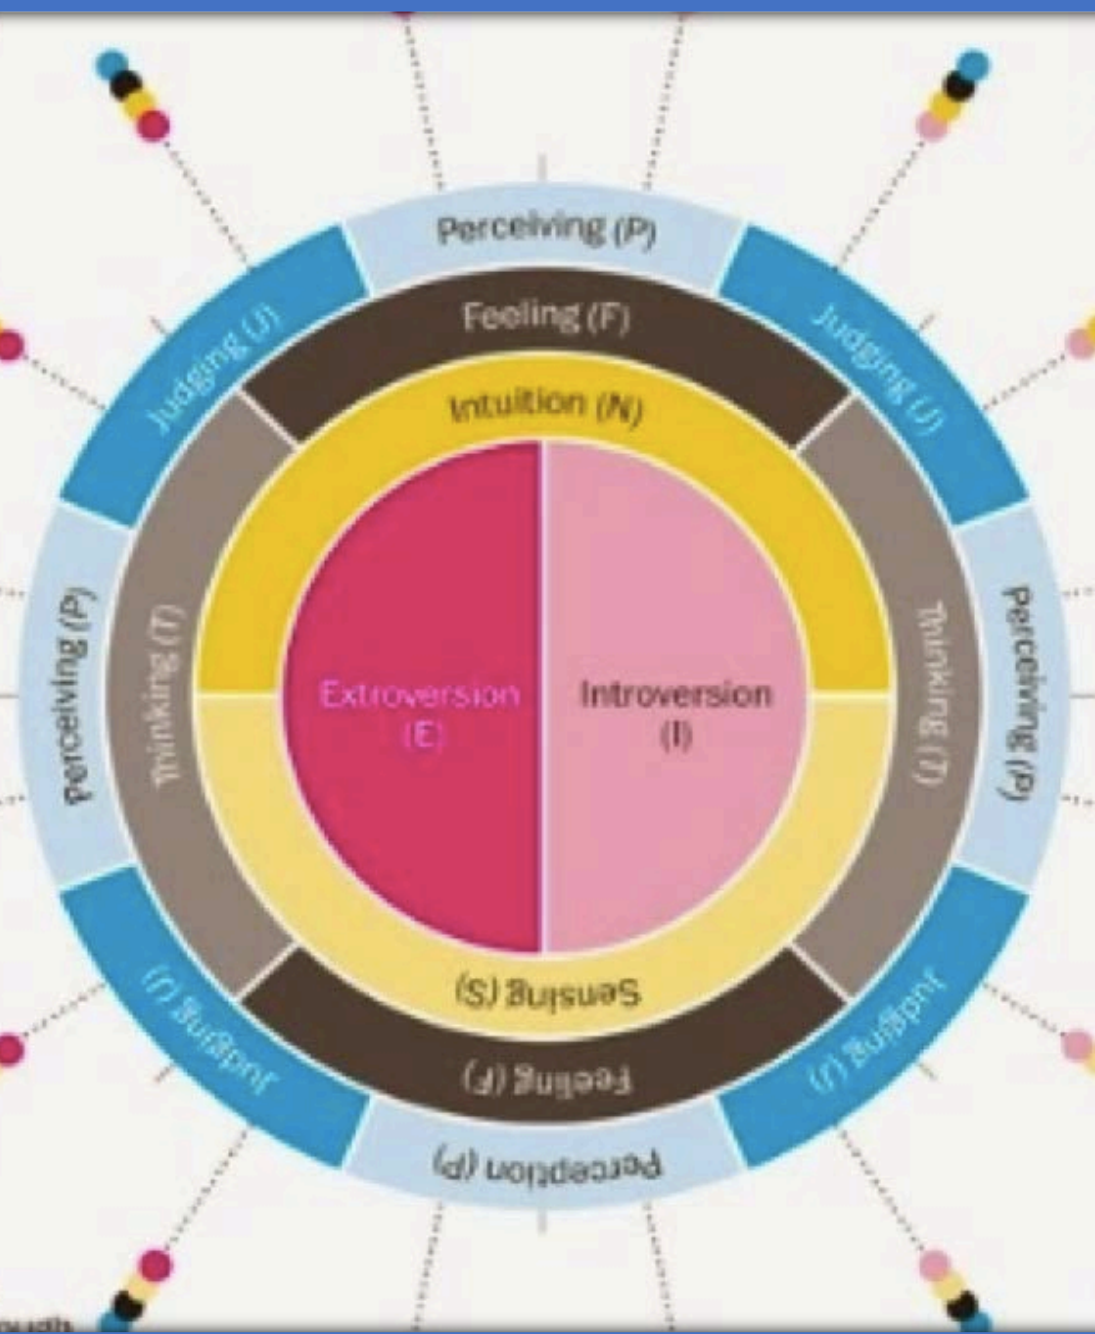 Perceiving (P)
Judging (J)
Judging (J)
Feeling (F)
Intuition (N)
Thinking (T)
Thinking (T)
Perceiving (P)
Perceiving (P)
Extroversion
(E)
Introversion
(I)
Sensing (S)
Feeling (F)
Judging (J)
Judging (J)
Perception (P)